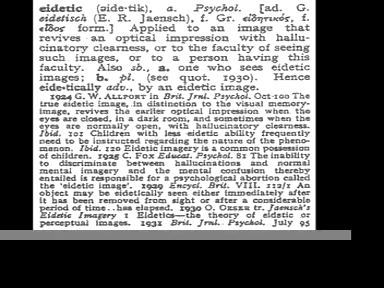 eidetic (əide·tik), a. Psychol. [ad. G.
eidetisch (E. R. Jaensch), f. Gr. εἰδητικός, f.
εἶδος form.] Applied to an image that
revives an optical impression with hallu-
cinatory clearness, or to the faculty of seeing
such images, or to a person having this
faculty. Also sb., a. one who sees eidetic
images; b. pl. (see quot. 1930). Hence
eide·tically adv., by an eidetic image.
1924 G. W. ALLPORT in Brit. Jrnl. Psychol. Oct. 100 The
true eidetic image, in distinction to the visual memory-
image, revives the earlier optical impression when the
eyes are closed, in a dark room, and sometimes when the
eyes are normally open, with hallucinatory clearness.
Ibid. 101 Children with less eidetic ability frequently
need to be instructed regarding the nature of the pheno-
menon. Ibid. 120 Eidetic imagery is a common possession
of children. 1925 C. FOX Educat. Psychol. 81 The inability
to discriminate between hallucinations and normal
mental imagery and the mental confusion thereby
entailed is responsible for a psychological abortion called
the 'eidetic image'. 1929 Encycl. Brit. VIII. 112/1 An
object may be eidetically seen either immediately after
it has been removed from sight or after a considerable
period of time..has elapsed. 1930 O. OESER tr. Jaensch's
Eidetic Imagery 1 Eidetics—the theory of eidetic or
perceptual images. 1931 Brit. Jrnl. Psychol. July 95